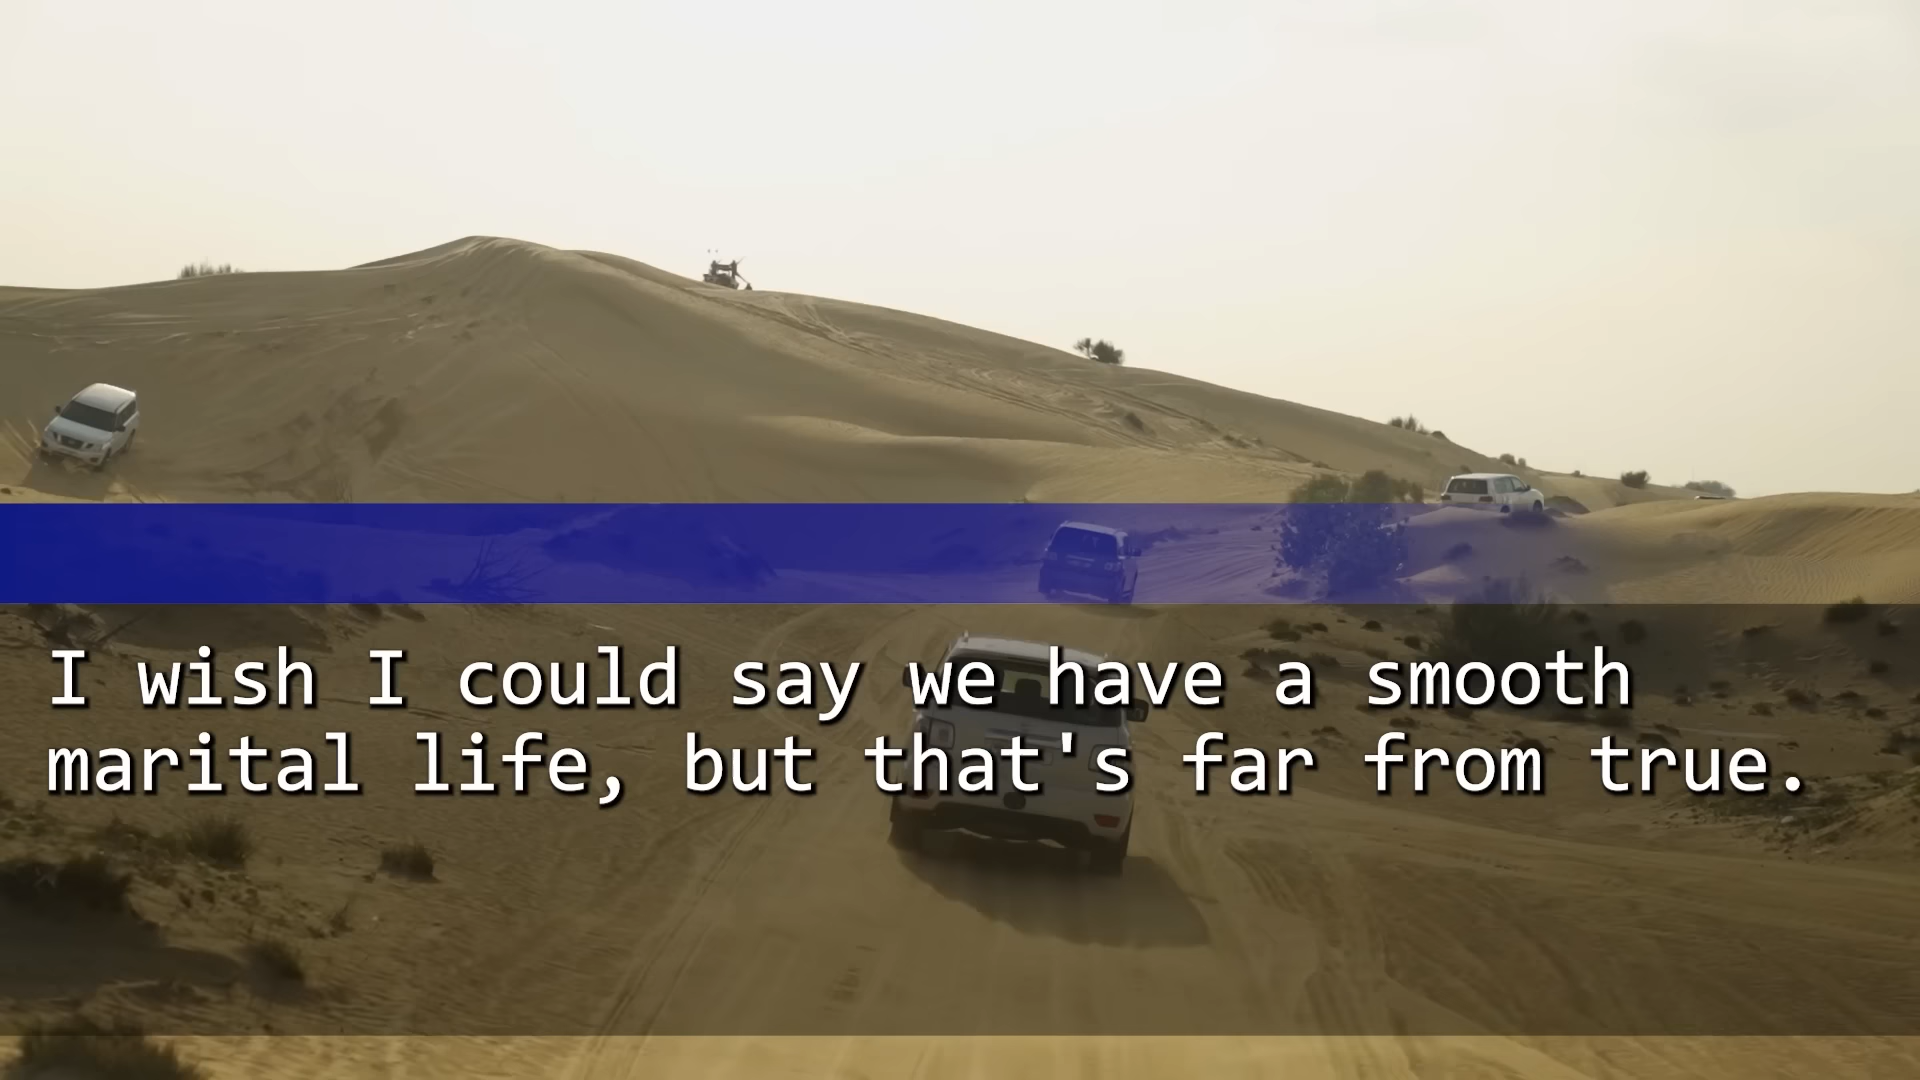 I wish I could say we have a smooth
marital life, but that's far from true.